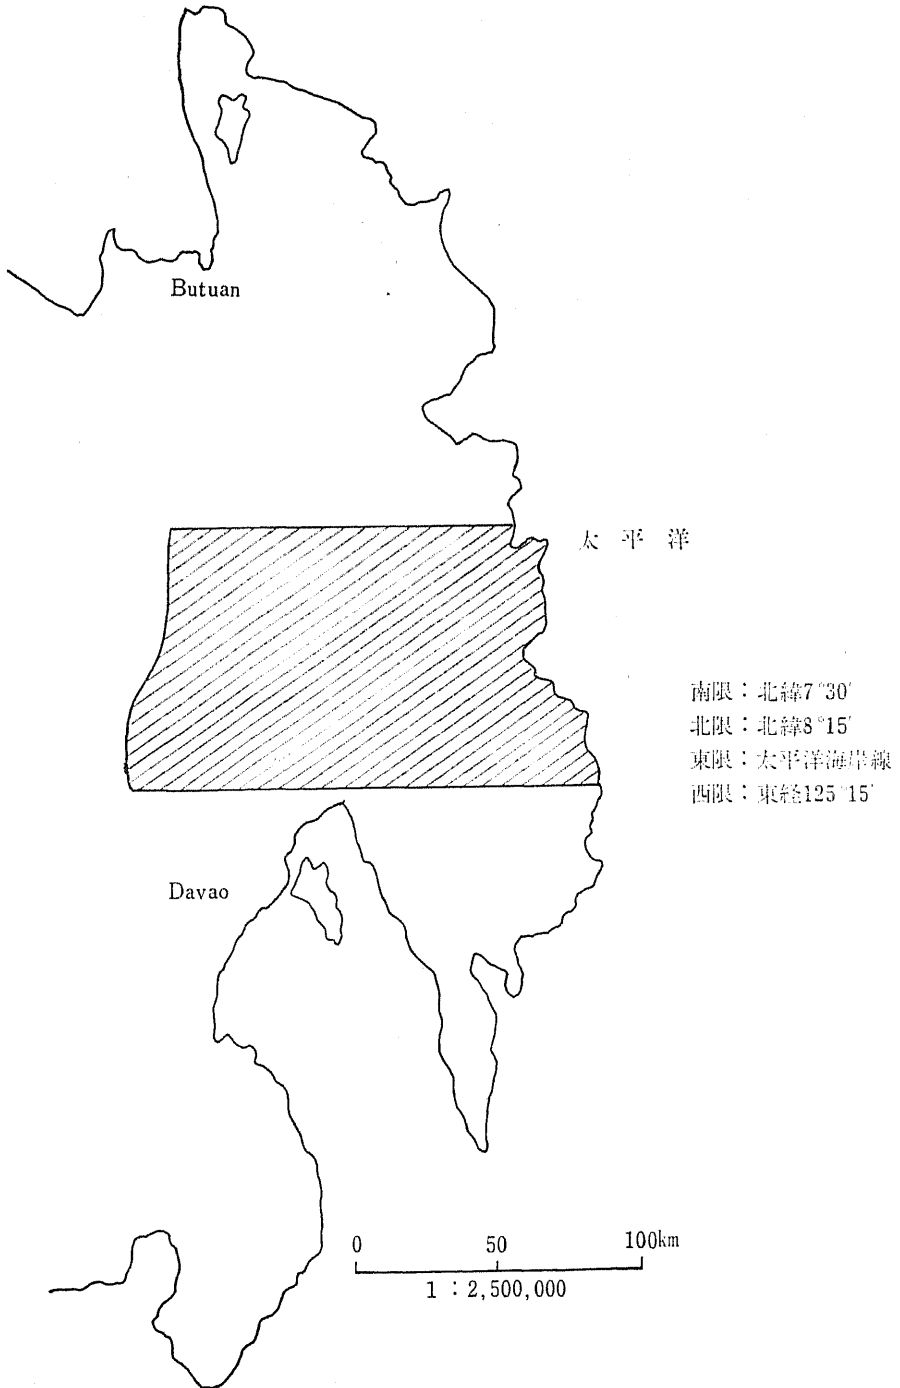 Butuan
太平洋
南限：北緯7°30′
北限：北緯8°15′
東限：太平洋海岸線
西限：東経125°15′
Davao
0 50 100km
1：2,500,000